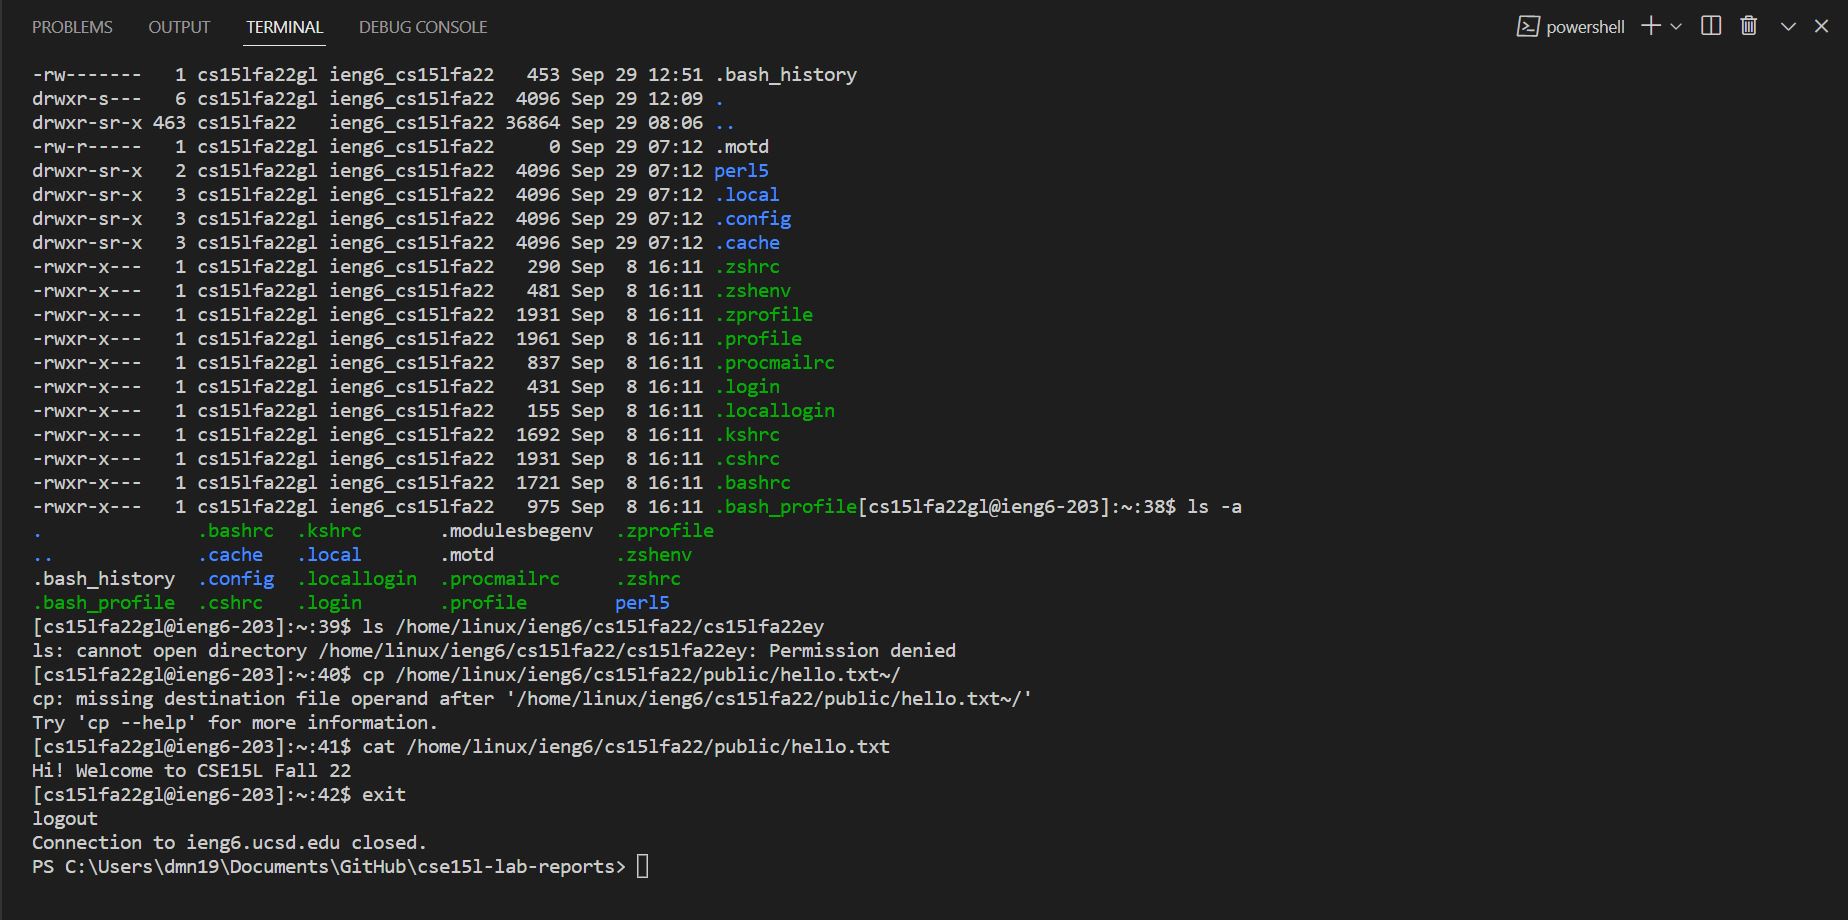 PROBLEMS OUTPUT TERMINAL DEBUG CONSOLE powershell
-rw-------   1 cs15lfa22gl ieng6_cs15lfa22   453 Sep 29 12:51 .bash_history
drwxr-s---   6 cs15lfa22gl ieng6_cs15lfa22  4096 Sep 29 12:09 .
drwxr-sr-x 463 cs15lfa22   ieng6_cs15lfa22 36864 Sep 29 08:06 ..
-rw-r-----   1 cs15lfa22gl ieng6_cs15lfa22     0 Sep 29 07:12 .motd
drwxr-sr-x   2 cs15lfa22gl ieng6_cs15lfa22  4096 Sep 29 07:12 perl5
drwxr-sr-x   3 cs15lfa22gl ieng6_cs15lfa22  4096 Sep 29 07:12 .local
drwxr-sr-x   3 cs15lfa22gl ieng6_cs15lfa22  4096 Sep 29 07:12 .config
drwxr-sr-x   3 cs15lfa22gl ieng6_cs15lfa22  4096 Sep 29 07:12 .cache
-rwxr-x---   1 cs15lfa22gl ieng6_cs15lfa22   290 Sep  8 16:11 .zshrc
-rwxr-x---   1 cs15lfa22gl ieng6_cs15lfa22   481 Sep  8 16:11 .zshenv
-rwxr-x---   1 cs15lfa22gl ieng6_cs15lfa22  1931 Sep  8 16:11 .zprofile
-rwxr-x---   1 cs15lfa22gl ieng6_cs15lfa22  1961 Sep  8 16:11 .profile
-rwxr-x---   1 cs15lfa22gl ieng6_cs15lfa22   837 Sep  8 16:11 .procmailrc
-rwxr-x---   1 cs15lfa22gl ieng6_cs15lfa22   431 Sep  8 16:11 .login
-rwxr-x---   1 cs15lfa22gl ieng6_cs15lfa22   155 Sep  8 16:11 .locallogin
-rwxr-x---   1 cs15lfa22gl ieng6_cs15lfa22  1692 Sep  8 16:11 .kshrc
-rwxr-x---   1 cs15lfa22gl ieng6_cs15lfa22  1931 Sep  8 16:11 .cshrc
-rwxr-x---   1 cs15lfa22gl ieng6_cs15lfa22  1721 Sep  8 16:11 .bashrc
-rwxr-x---   1 cs15lfa22gl ieng6_cs15lfa22   975 Sep  8 16:11 .bash_profile[cs15lfa22gl@ieng6-203]:~:38$ ls -a
.              .bashrc  .kshrc       .modulesbegenv  .zprofile
..             .cache   .local       .motd           .zshenv
.bash_history  .config  .locallogin  .procmailrc     .zshrc
.bash_profile  .cshrc   .login       .profile        perl5
[cs15lfa22gl@ieng6-203]:~:39$ ls /home/linux/ieng6/cs15lfa22/cs15lfa22ey
ls: cannot open directory /home/linux/ieng6/cs15lfa22/cs15lfa22ey: Permission denied
[cs15lfa22gl@ieng6-203]:~:40$ cp /home/linux/ieng6/cs15lfa22/public/hello.txt~/
cp: missing destination file operand after '/home/linux/ieng6/cs15lfa22/public/hello.txt~/'
Try 'cp --help' for more information.
[cs15lfa22gl@ieng6-203]:~:41$ cat /home/linux/ieng6/cs15lfa22/public/hello.txt
Hi! Welcome to CSE15L Fall 22
[cs15lfa22gl@ieng6-203]:~:42$ exit
logout
Connection to ieng6.ucsd.edu closed.
PS C:\Users\dmn19\Documents\GitHub\cse15l-lab-reports>